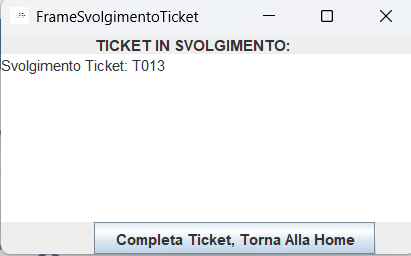 FrameSvolgimentoTicket
TICKET IN SVOLGIMENTO:
Svolgimento Ticket: T013
Completa Ticket, Torna Alla Home